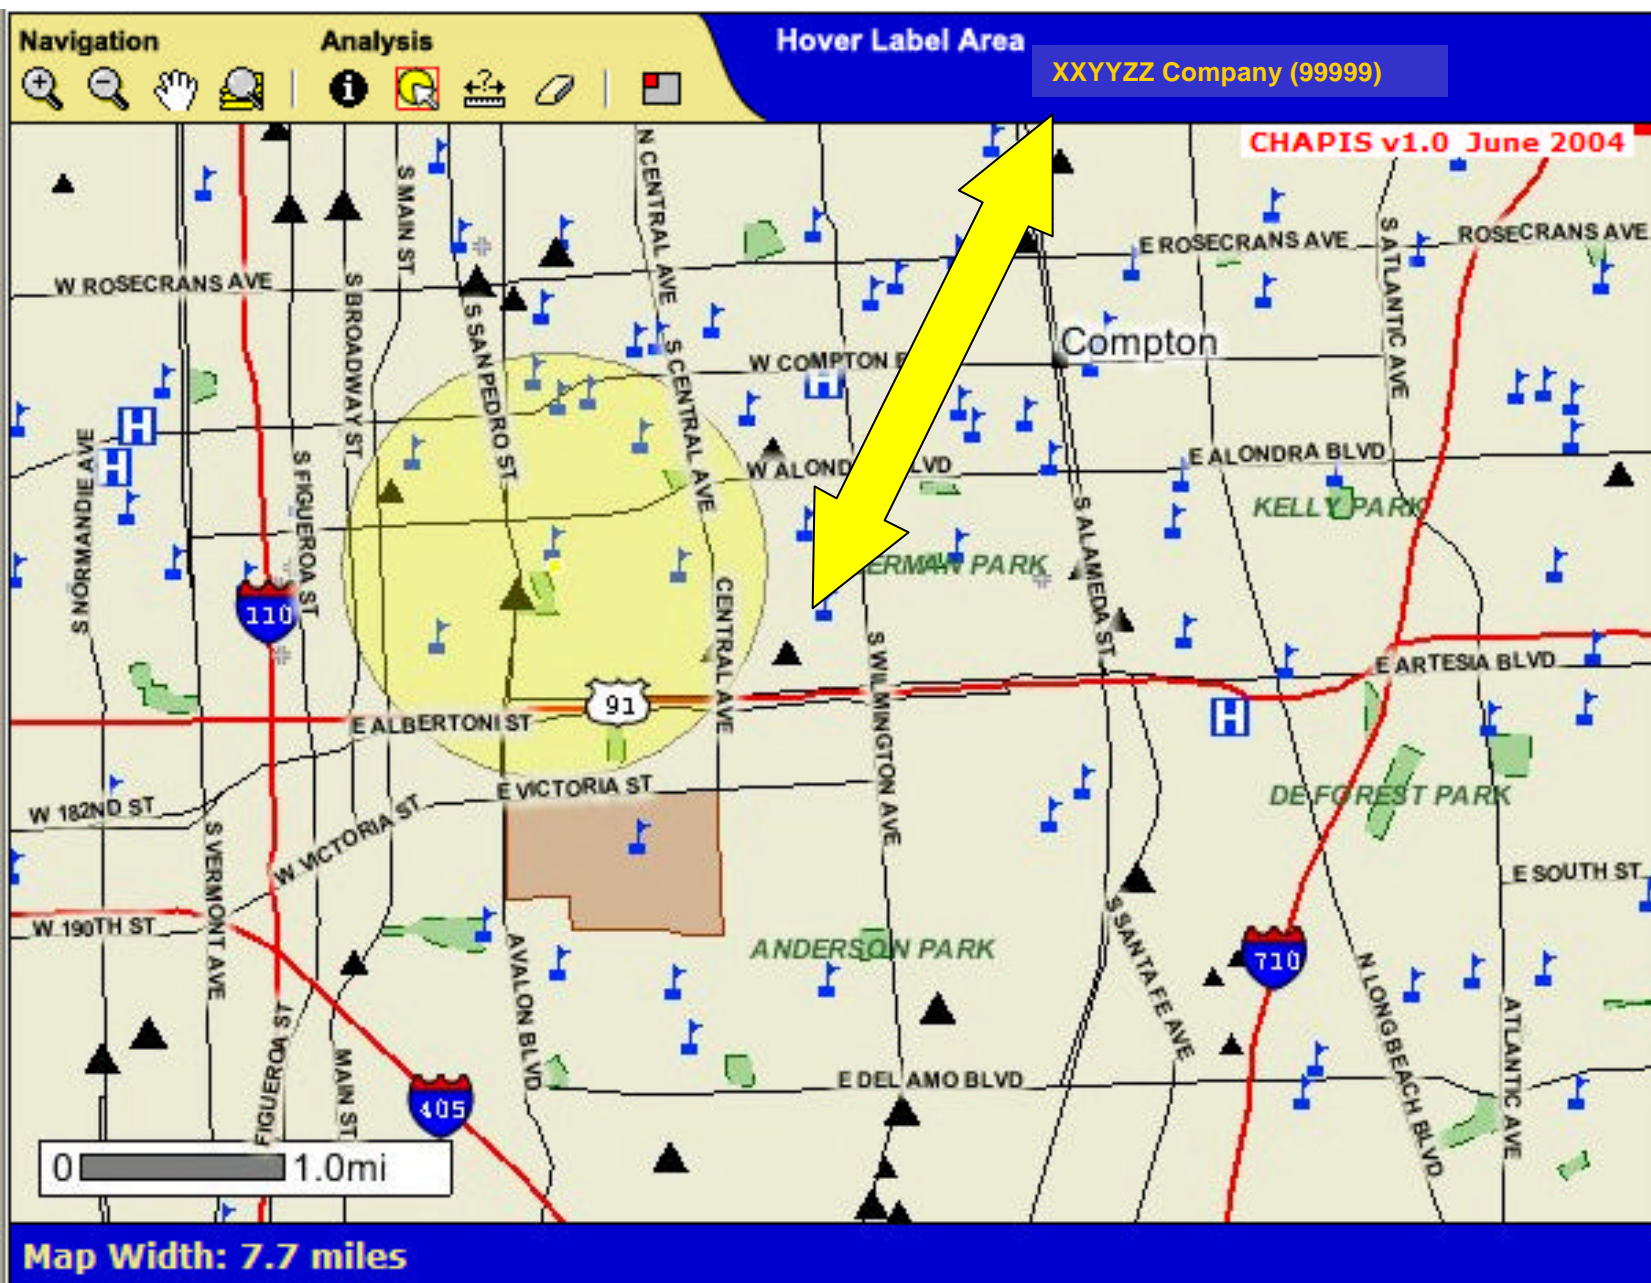 Navigation
Analysis
Hover Label Area
XXYYZZ Company (99999)
CHAPIS v1.0 June 2004
N CENTRAL AVE
S MAIN ST
S ATLANTIC AVE
ROSECRANS AVE
E ROSECRANS AVE
W ROSECRANS AVE
S BROADWAY ST
S SAN PEDRO ST
S CENTRAL AVE
Compton
W COMPTON B
H
H
H
S NORMANDIE AVE
S FIGUEROA ST
W ALOND LVD
E ALONDRA BLVD
KELLY PARK
S ALAMEDA ST
ERMAN PARK
110
CENTRAL AVE
S WILMINGTON AVE
E ARTESIA BLVD
91
H
E ALBERTONI ST
E VICTORIA ST
W 182ND ST
W VICTORIA ST
DE FOREST PARK
S VERMONT AVE
E SOUTH ST
W 190TH ST
ANDERSON PARK
S SANTA FE AVE
710
AVALON BLVD
N LONG BEACH BLVD
ATLANTIC AVE
FIGUEROA ST
MAIN ST
E DEL AMO BLVD
405
0 1.0mi
Map Width: 7.7 miles